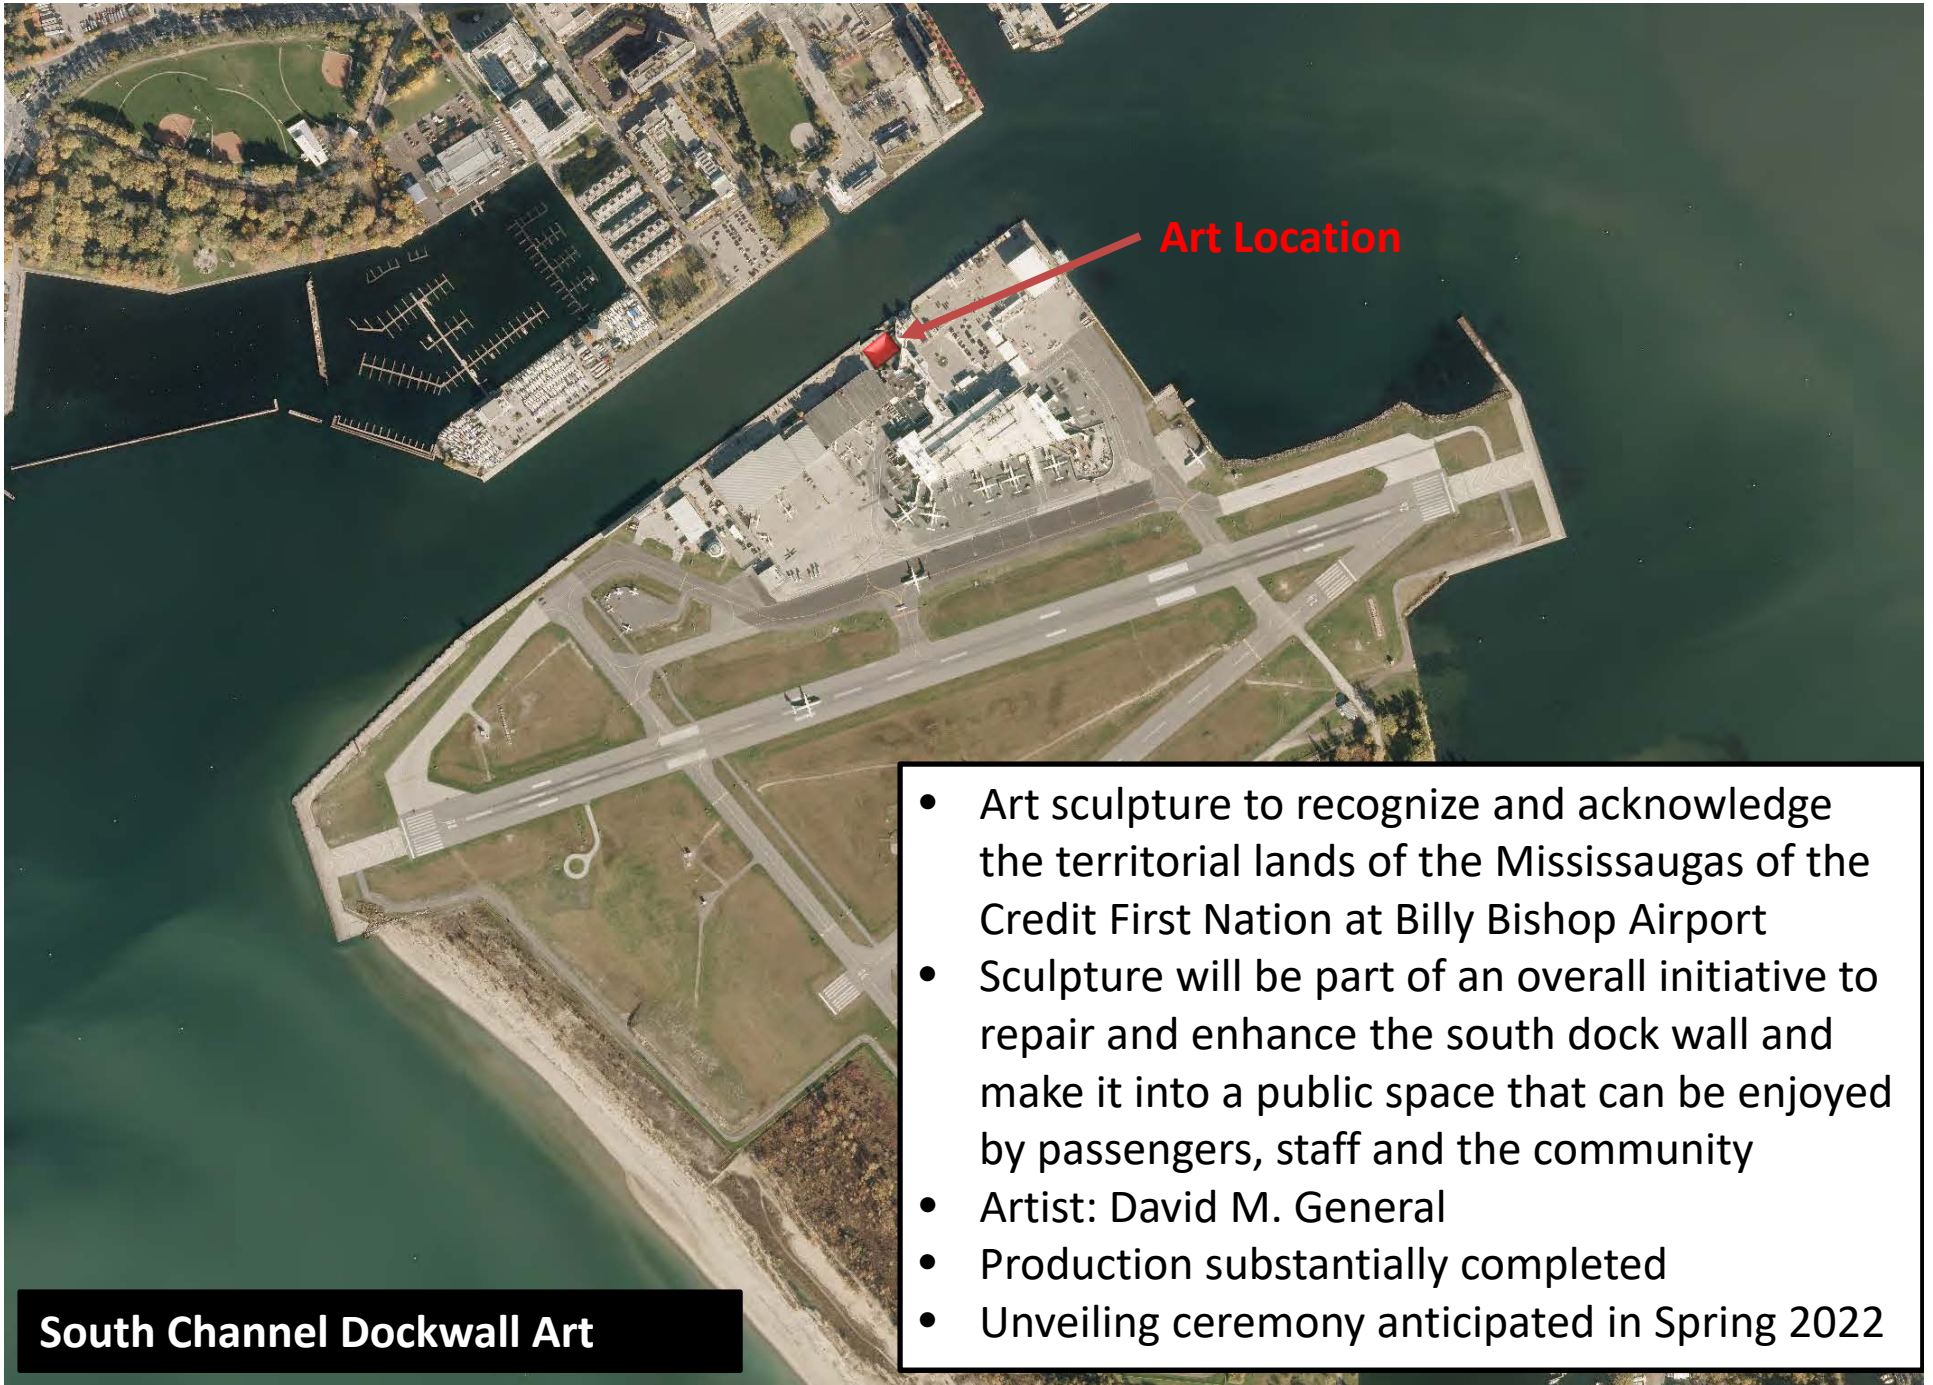 Art Location
• Art sculpture to recognize and acknowledge
the territorial lands of the Mississaugas of the
Credit First Nation at Billy Bishop Airport
• Sculpture will be part of an overall initiative to
repair and enhance the south dock wall and
make it into a public space that can be enjoyed
by passengers, staff and the community
• Artist: David M. General
• Production substantially completed
• Unveiling ceremony anticipated in Spring 2022
South Channel Dockwall Art